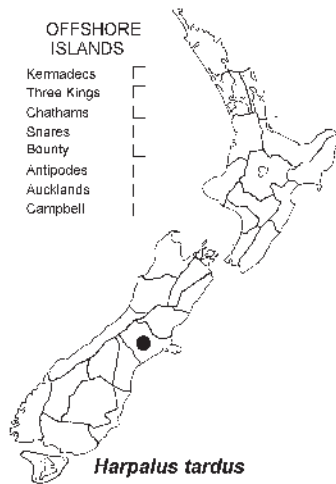 OFFSHORE
ISLANDS
Kermadecs
Three Kings
Chathams
Snares
Bounty
Antipodes
Aucklands
Campbell
Harpalus tardus